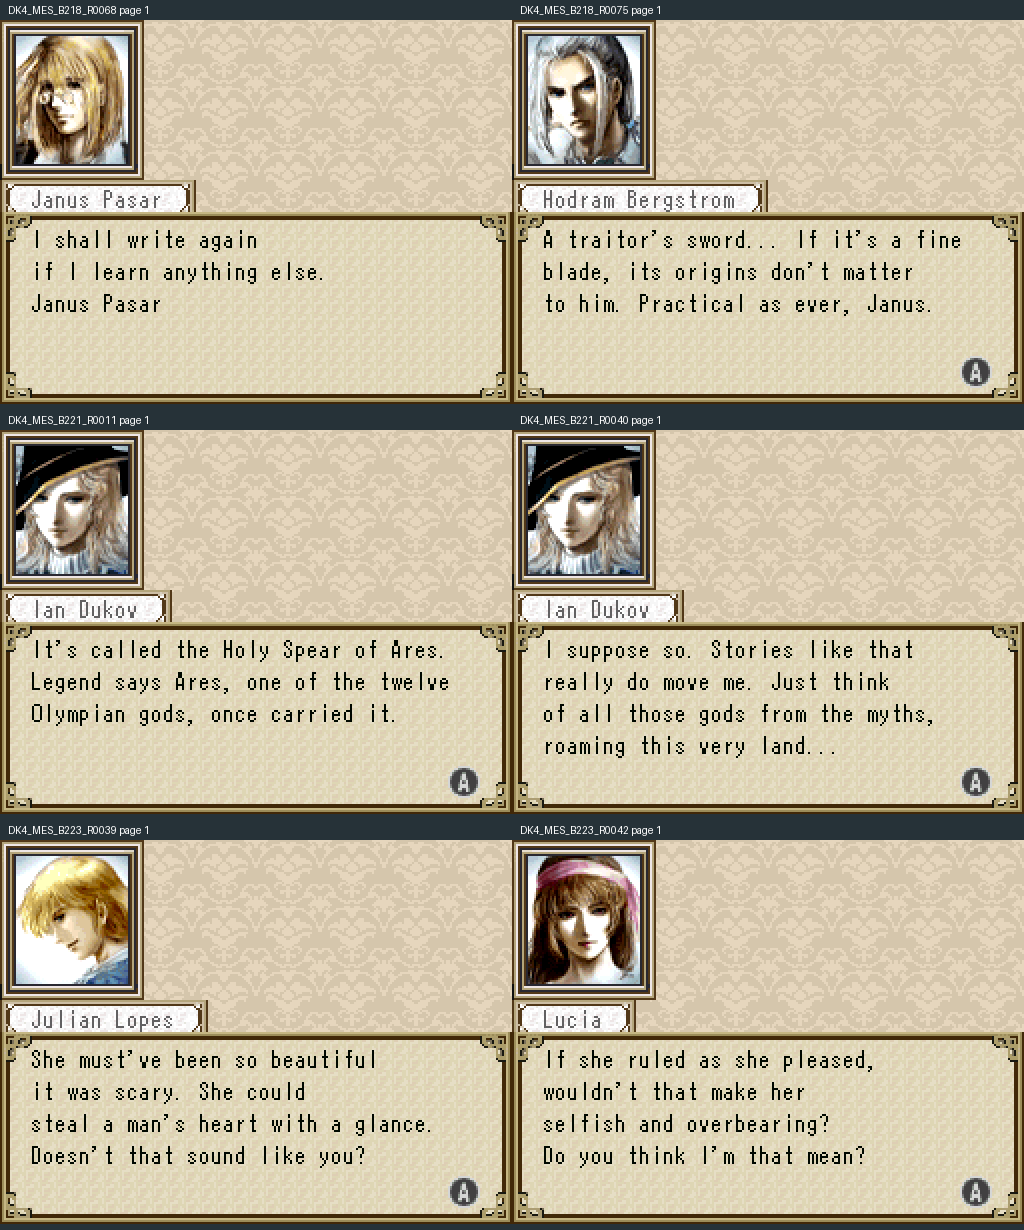 DK4_MES_B218_R0068 page 1
Janus Pasar
I shall write again
if I learn anything else.
Janus Pasar
DK4_MES_B218_R0075 page 1
Hodram Bergstrom
A traitor's sword... If it's a fine
blade, its origins don't matter
to him. Practical as ever, Janus.
A
DK4_MES_B221_R0011 page 1
Ian Dukov
It's called the Holy Spear of Ares.
Legend says Ares, one of the twelve
Olympian gods, once carried it.
A
DK4_MES_B221_R0040 page 1
Ian Dukov
I suppose so. Stories like that
really do move me. Just think
of all those gods from the myths,
roaming this very land...
A
DK4_MES_B223_R0039 page 1
Julian Lopes
She must've been so beautiful
it was scary. She could
steal a man's heart with a glance.
Doesn't that sound like you?
A
DK4_MES_B223_R0042 page 1
Lucia
If she ruled as she pleased,
wouldn't that make her
selfish and overbearing?
Do you think I'm that mean?
A